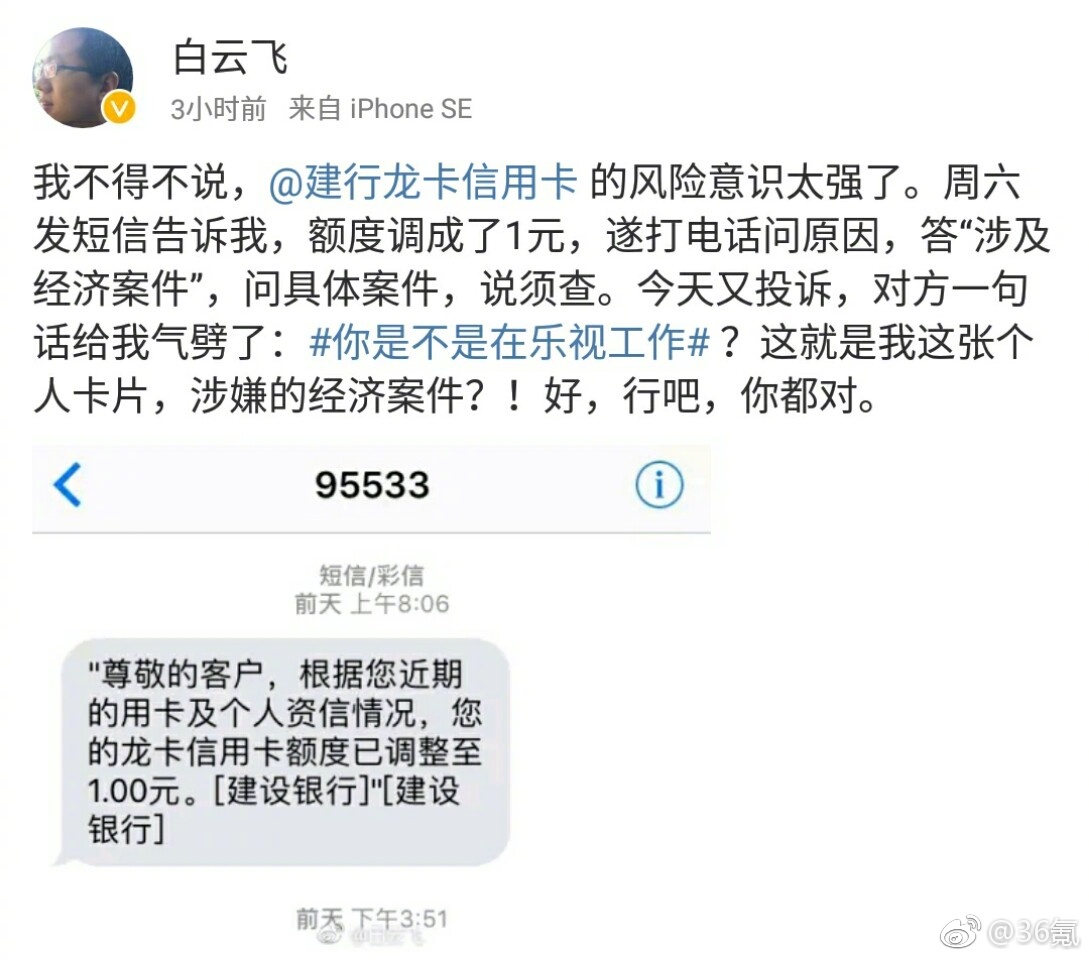 白云飞
3小时前 来自 iPhone SE
我不得不说，@建行龙卡信用卡 的风险意识太强了。周六
发短信告诉我，额度调成了1元，遂打电话问原因，答“涉及
经济案件”，问具体案件，说须查。今天又投诉，对方一句
话给我气劈了：#你是不是在乐视工作#？这就是我这张个
人卡片，涉嫌的经济案件？！好，行吧，你都对。
95533
短信/彩信
前天 上午8:06
"尊敬的客户，根据您近期
的用卡及个人资信情况，您
的龙卡信用卡额度已调整至
1.00元。[建设银行]"[建设
银行]
前天 下午3:51
@白云飞
@36氪